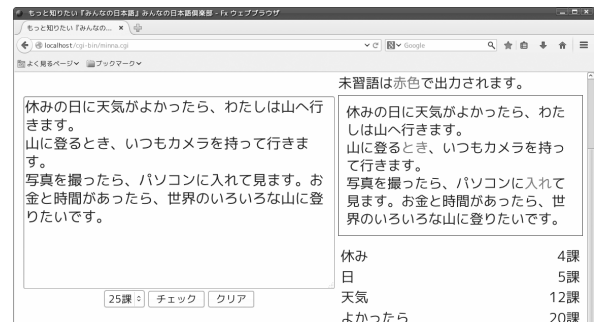 もっと知りたい『みんなの日本語』みんなの日本語倶楽部 - Fx ウェブブラウザ
もっと知りたい『みんなの...
localhost/cgi-bin/minna.cgi
Google
よく見るページ
ブックマーク
休みの日に天気がよかったら、わたしは山へ行
きます。
山に登るとき、いつもカメラを持って行きま
す。
写真を撮ったら、パソコンに入れて見ます。お
金と時間があったら、世界のいろいろな山に登
りたいです。
25課
チェック
クリア
未習語は赤色で出力されます。
休みの日に天気がよかったら、わた
しは山へ行きます。
山に登るとき、いつもカメラを持っ
て行きます。
写真を撮ったら、パソコンに入れて
見ます。お金と時間があったら、世
界のいろいろな山に登りたいです。
休み 4課
日 5課
天気 12課
よかったら 20課